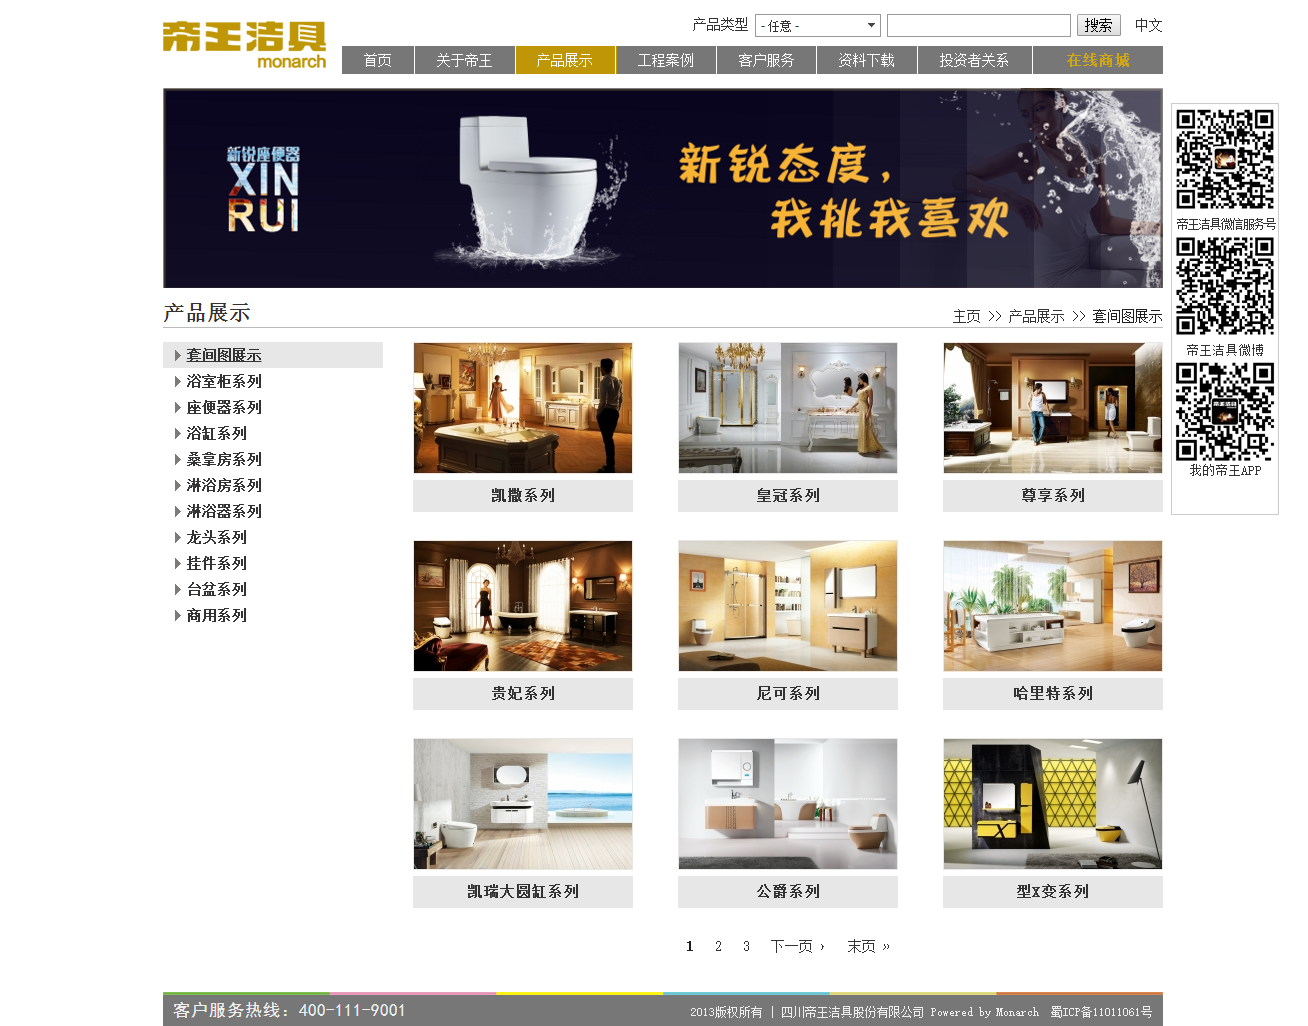 帝王洁具
monarch
产品类型
- 任意 -
搜索
中文
首页
关于帝王
产品展示
工程案例
客户服务
资料下载
投资者关系
在线商城
新锐座便器
XIN
RUI
新锐态度，
我挑我喜欢
帝王洁具微信服务号
帝王洁具微博
我的帝王APP
产品展示
主页 >> 产品展示 >> 套间图展示
套间图展示
浴室柜系列
座便器系列
浴缸系列
桑拿房系列
淋浴房系列
淋浴器系列
龙头系列
挂件系列
台盆系列
商用系列
凯撒系列
皇冠系列
尊享系列
贵妃系列
尼可系列
哈里特系列
凯瑞大圆缸系列
公爵系列
型X变系列
1 2 3 下一页 › 末页 »
客户服务热线：400-111-9001
2013版权所有 | 四川帝王洁具股份有限公司 Powered by Monarch 蜀ICP备11011061号